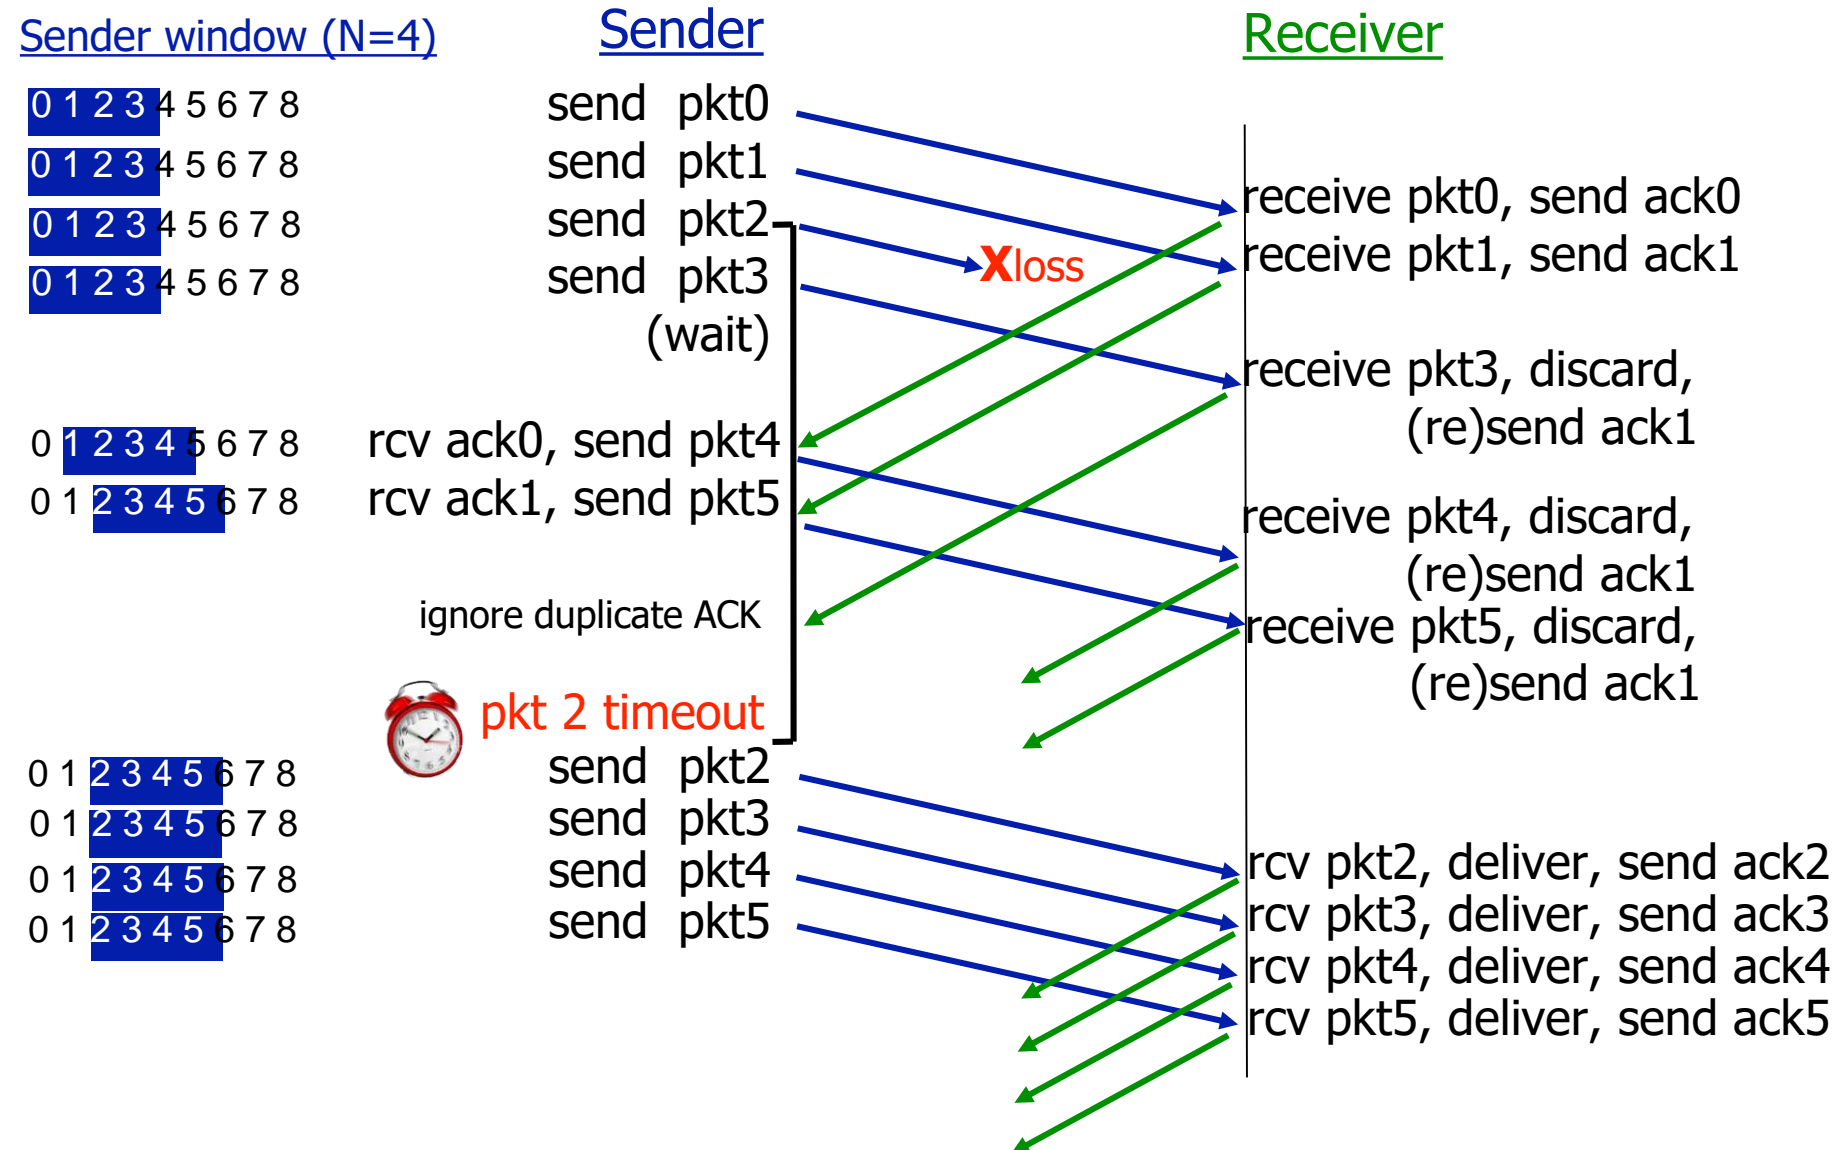 Sender window (N=4) Sender Receiver
0 1 2 3 4 5 6 7 8 send pkt0
0 1 2 3 4 5 6 7 8 send pkt1
receive pkt0, send ack0
0 1 2 3 4 5 6 7 8 send pkt2
Xloss
receive pkt1, send ack1
0 1 2 3 4 5 6 7 8 send pkt3
(wait)
receive pkt3, discard,
(re)send ack1
0 1 2 3 4 5 6 7 8 rcv ack0, send pkt4
0 1 2 3 4 5 6 7 8 rcv ack1, send pkt5
receive pkt4, discard,
(re)send ack1
ignore duplicate ACK
receive pkt5, discard,
(re)send ack1
pkt 2 timeout
0 1 2 3 4 5 6 7 8 send pkt2
0 1 2 3 4 5 6 7 8 send pkt3
0 1 2 3 4 5 6 7 8 send pkt4
rcv pkt2, deliver, send ack2
0 1 2 3 4 5 6 7 8 send pkt5
rcv pkt3, deliver, send ack3
rcv pkt4, deliver, send ack4
rcv pkt5, deliver, send ack5